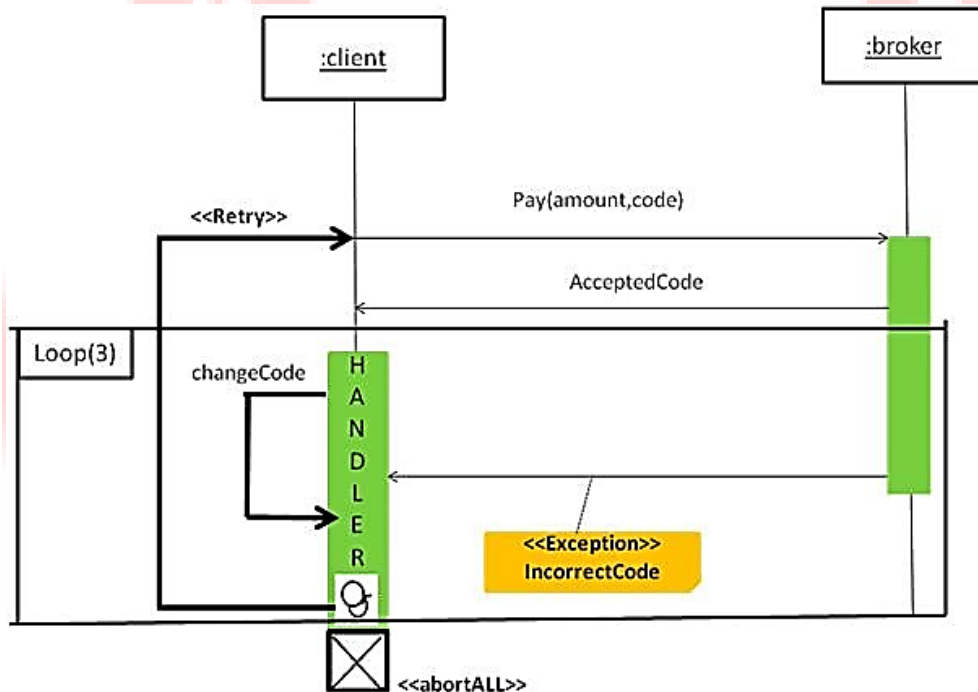 :client
:broker
Pay(amount,code)
<<Retry>>
AcceptedCode
Loop(3)
changeCode
H
A
N
D
L
E
R
<<Exception>>
IncorrectCode
<<abortALL>>